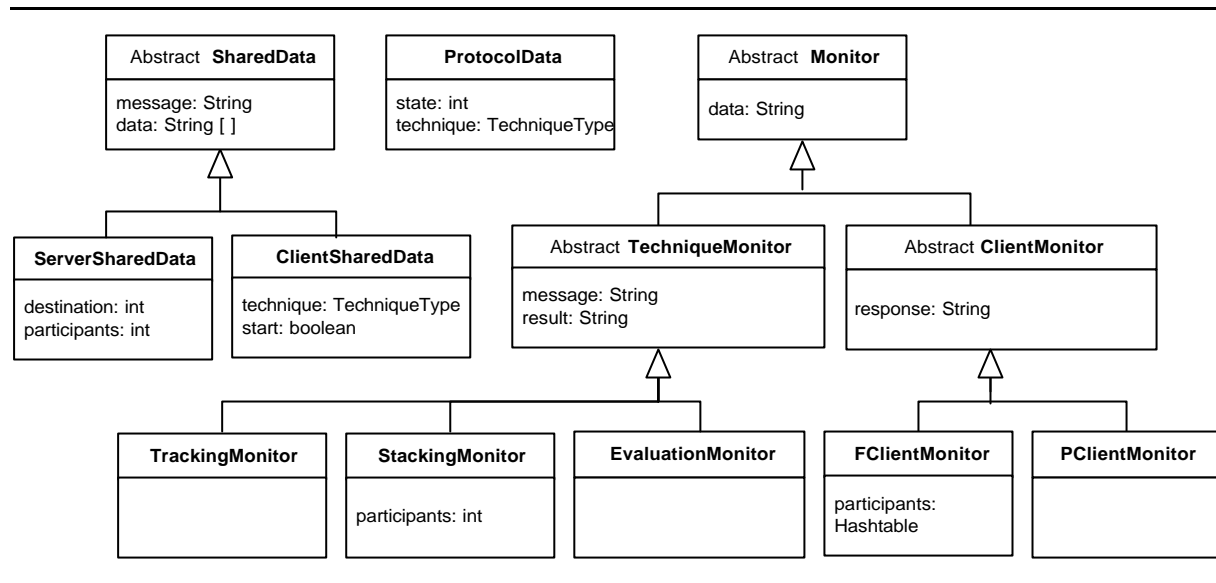 Abstract SharedData
message: String
data: String [ ]
ProtocolData
state: int
technique: TechniqueType
Abstract Monitor
data: String
ServerSharedData
destination: int
participants: int
ClientSharedData
technique: TechniqueType
start: boolean
Abstract TechniqueMonitor
message: String
result: String
Abstract ClientMonitor
response: String
TrackingMonitor
StackingMonitor
participants: int
EvaluationMonitor
FClientMonitor
participants:
Hashtable
PClientMonitor